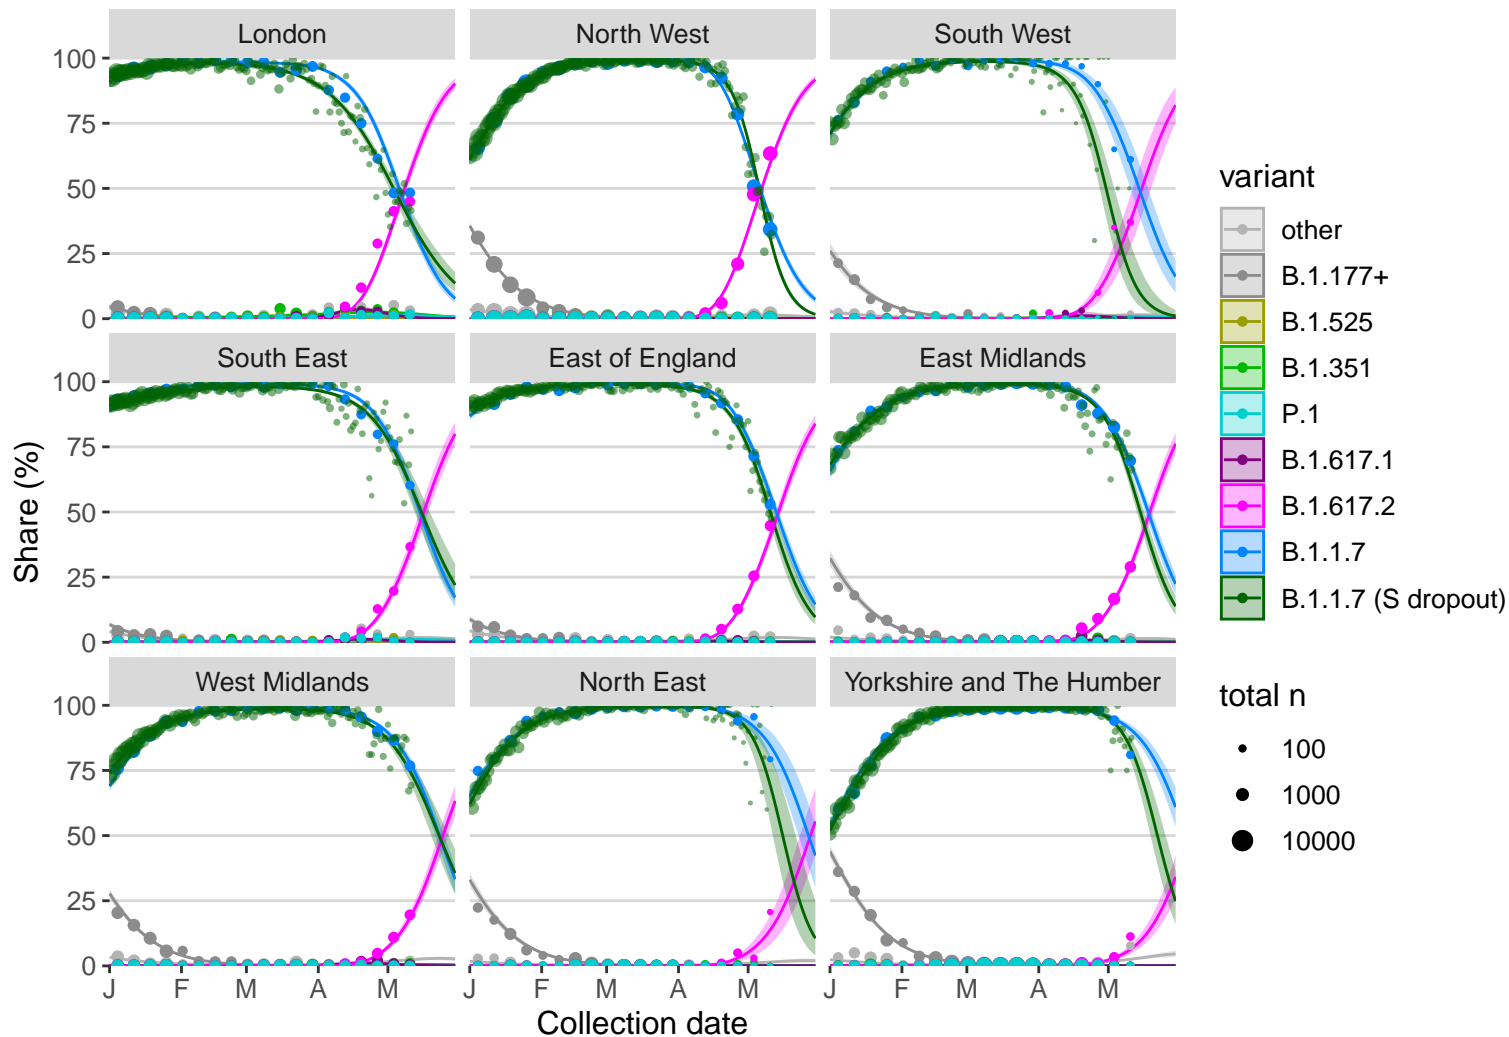 London North West South West
100
75
50
25
0
South East East of England East Midlands
100
75
50
25
0
West Midlands North East Yorkshire and The Humber
100
75
50
25
0
J F M A M J F M A M J F M A M
Collection date
Share (%)
variant
other
B.1.177+
B.1.525
B.1.351
P.1
B.1.617.1
B.1.617.2
B.1.1.7
B.1.1.7 (S dropout)
total n
100
1000
10000